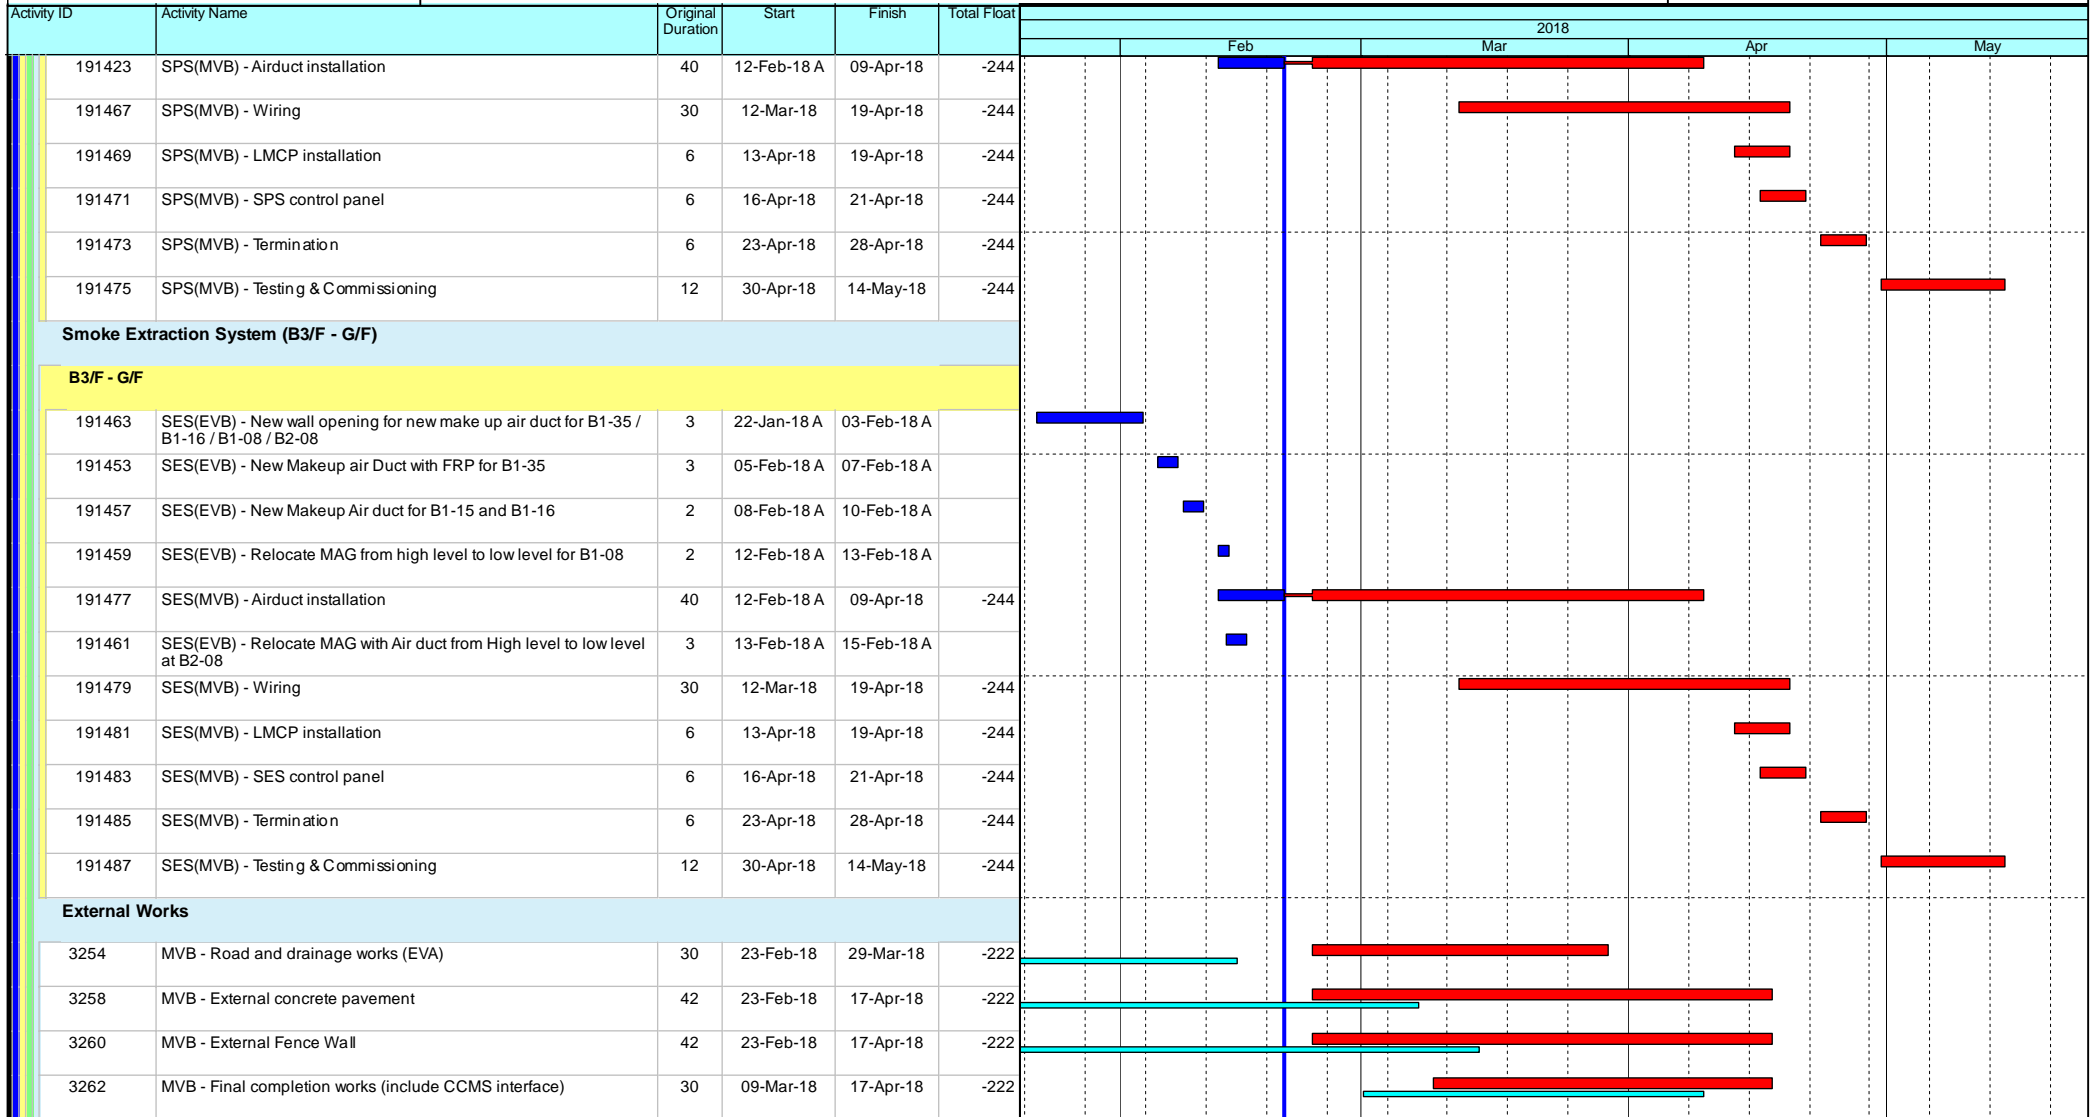 Activity ID Activity Name Original Duration Start Finish Total Float
2018
Feb Mar Apr May
191423 SPS(MVB) - Airduct installation 40 12-Feb-18 A 09-Apr-18 -244
191467 SPS(MVB) - Wiring 30 12-Mar-18 19-Apr-18 -244
191469 SPS(MVB) - LMCP installation 6 13-Apr-18 19-Apr-18 -244
191471 SPS(MVB) - SPS control panel 6 16-Apr-18 21-Apr-18 -244
191473 SPS(MVB) - Termination 6 23-Apr-18 28-Apr-18 -244
191475 SPS(MVB) - Testing & Commissioning 12 30-Apr-18 14-May-18 -244
Smoke Extraction System (B3/F - G/F)
B3/F - G/F
191463 SES(EVB) - New wall opening for new make up air duct for B1-35 / 3 22-Jan-18 A 03-Feb-18 A
B1-16 / B1-08 / B2-08
191453 SES(EVB) - New Makeup air Duct with FRP for B1-35 3 05-Feb-18 A 07-Feb-18 A
191457 SES(EVB) - New Makeup Air duct for B1-15 and B1-16 2 08-Feb-18 A 10-Feb-18 A
191459 SES(EVB) - Relocate MAG from high level to low level for B1-08 2 12-Feb-18 A 13-Feb-18 A
191477 SES(MVB) - Airduct installation 40 12-Feb-18 A 09-Apr-18 -244
191461 SES(EVB) - Relocate MAG with Air duct from High level to low level 3 13-Feb-18 A 15-Feb-18 A
at B2-08
191479 SES(MVB) - Wiring 30 12-Mar-18 19-Apr-18 -244
191481 SES(MVB) - LMCP installation 6 13-Apr-18 19-Apr-18 -244
191483 SES(MVB) - SES control panel 6 16-Apr-18 21-Apr-18 -244
191485 SES(MVB) - Termination 6 23-Apr-18 28-Apr-18 -244
191487 SES(MVB) - Testing & Commissioning 12 30-Apr-18 14-May-18 -244
External Works
3254 MVB - Road and drainage works (EVA) 30 23-Feb-18 29-Mar-18 -222
3258 MVB - External concrete pavement 42 23-Feb-18 17-Apr-18 -222
3260 MVB - External Fence Wall 42 23-Feb-18 17-Apr-18 -222
3262 MVB - Final completion works (include CCMS interface) 30 09-Mar-18 17-Apr-18 -222